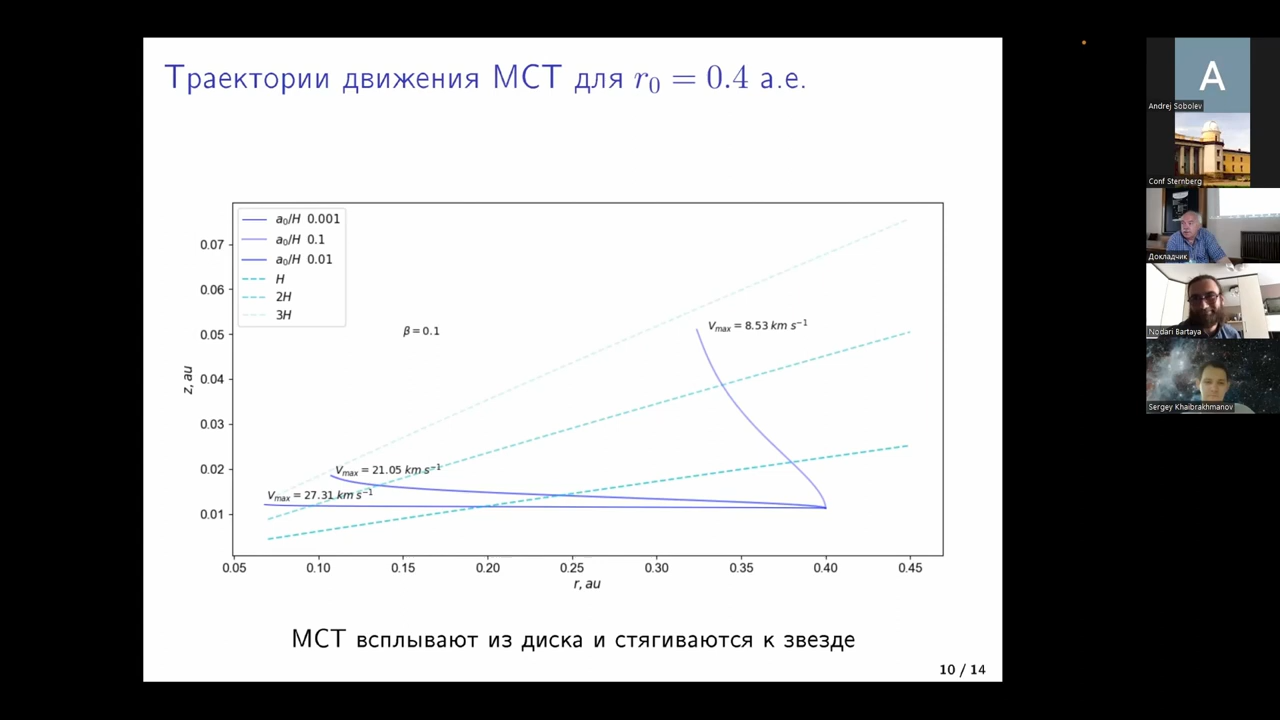 Траектории движения МСТ для r₀ = 0.4 а.е.
a₀/H 0.001
a₀/H 0.1
a₀/H 0.01
H
2H
3H
β = 0.1
V_max = 8.53 km s⁻¹
V_max = 21.05 km s⁻¹
V_max = 27.31 km s⁻¹
0.07
0.06
0.05
0.04
0.03
0.02
0.01
z, au
0.05 0.10 0.15 0.20 0.25 0.30 0.35 0.40 0.45
r, au
МСТ всплывают из диска и стягиваются к звезде
10 / 14
A
Andrej Sobolev
Conf Sternberg
Докладчик
Nodari Bartaya
Sergey Khaibrakhmanov